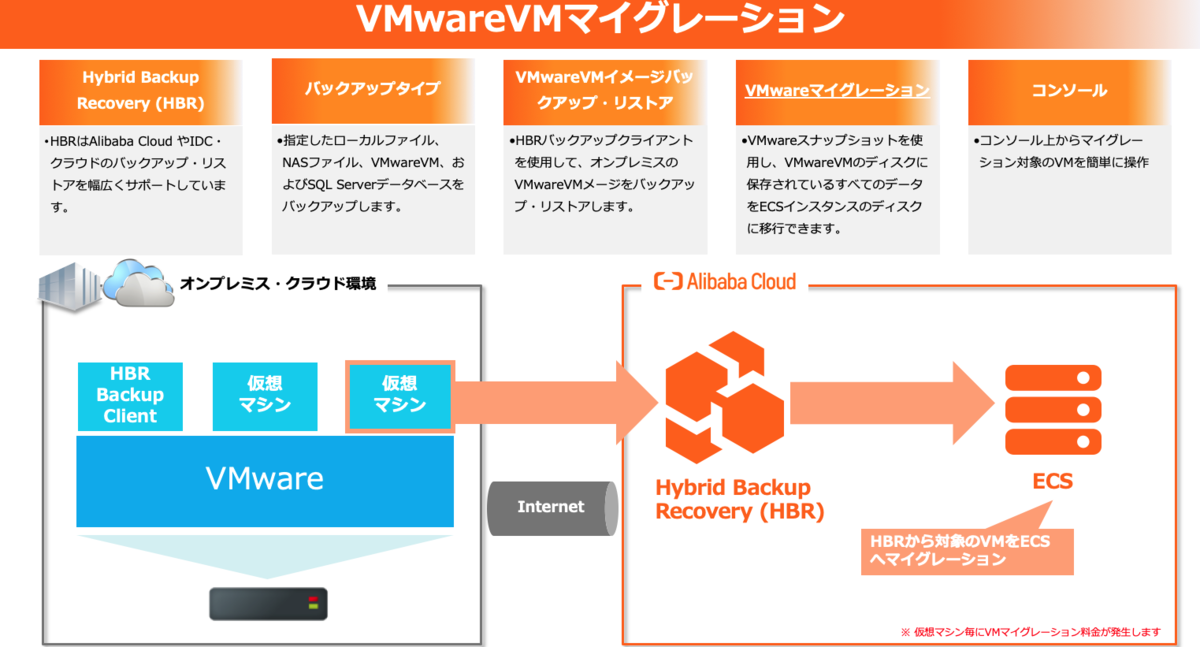 VMwareVMマイグレーション
Hybrid Backup
Recovery (HBR)
•HBRはAlibaba Cloud やIDC・
クラウドのバックアップ・リス
トアを幅広くサポートしていま
す。
バックアップタイプ
•指定したローカルファイル、
NASファイル、VMwareVM、お
よびSQL Serverデータベースを
バックアップします。
VMwareVMイメージバッ
クアップ・リストア
•HBRバックアップクライアント
を使用して、オンプレミスの
VMwareVMメージをバックアッ
プ・リストアします。
VMwareマイグレーション
•VMwareスナップショットを使
用し、VMwareVMのディスクに
保存されているすべてのデータ
をECSインスタンスのディスク
に移行できます。
コンソール
•コンソール上からマイグレー
ション対象のVMを簡単に操作
オンプレミス・クラウド環境
HBR
Backup
Client
仮想
マシン
仮想
マシン
VMware
Internet
Alibaba Cloud
Hybrid Backup
Recovery (HBR)
ECS
HBRから対象のVMをECS
へマイグレーション
※ 仮想マシン毎にVMマイグレーション料金が発生します